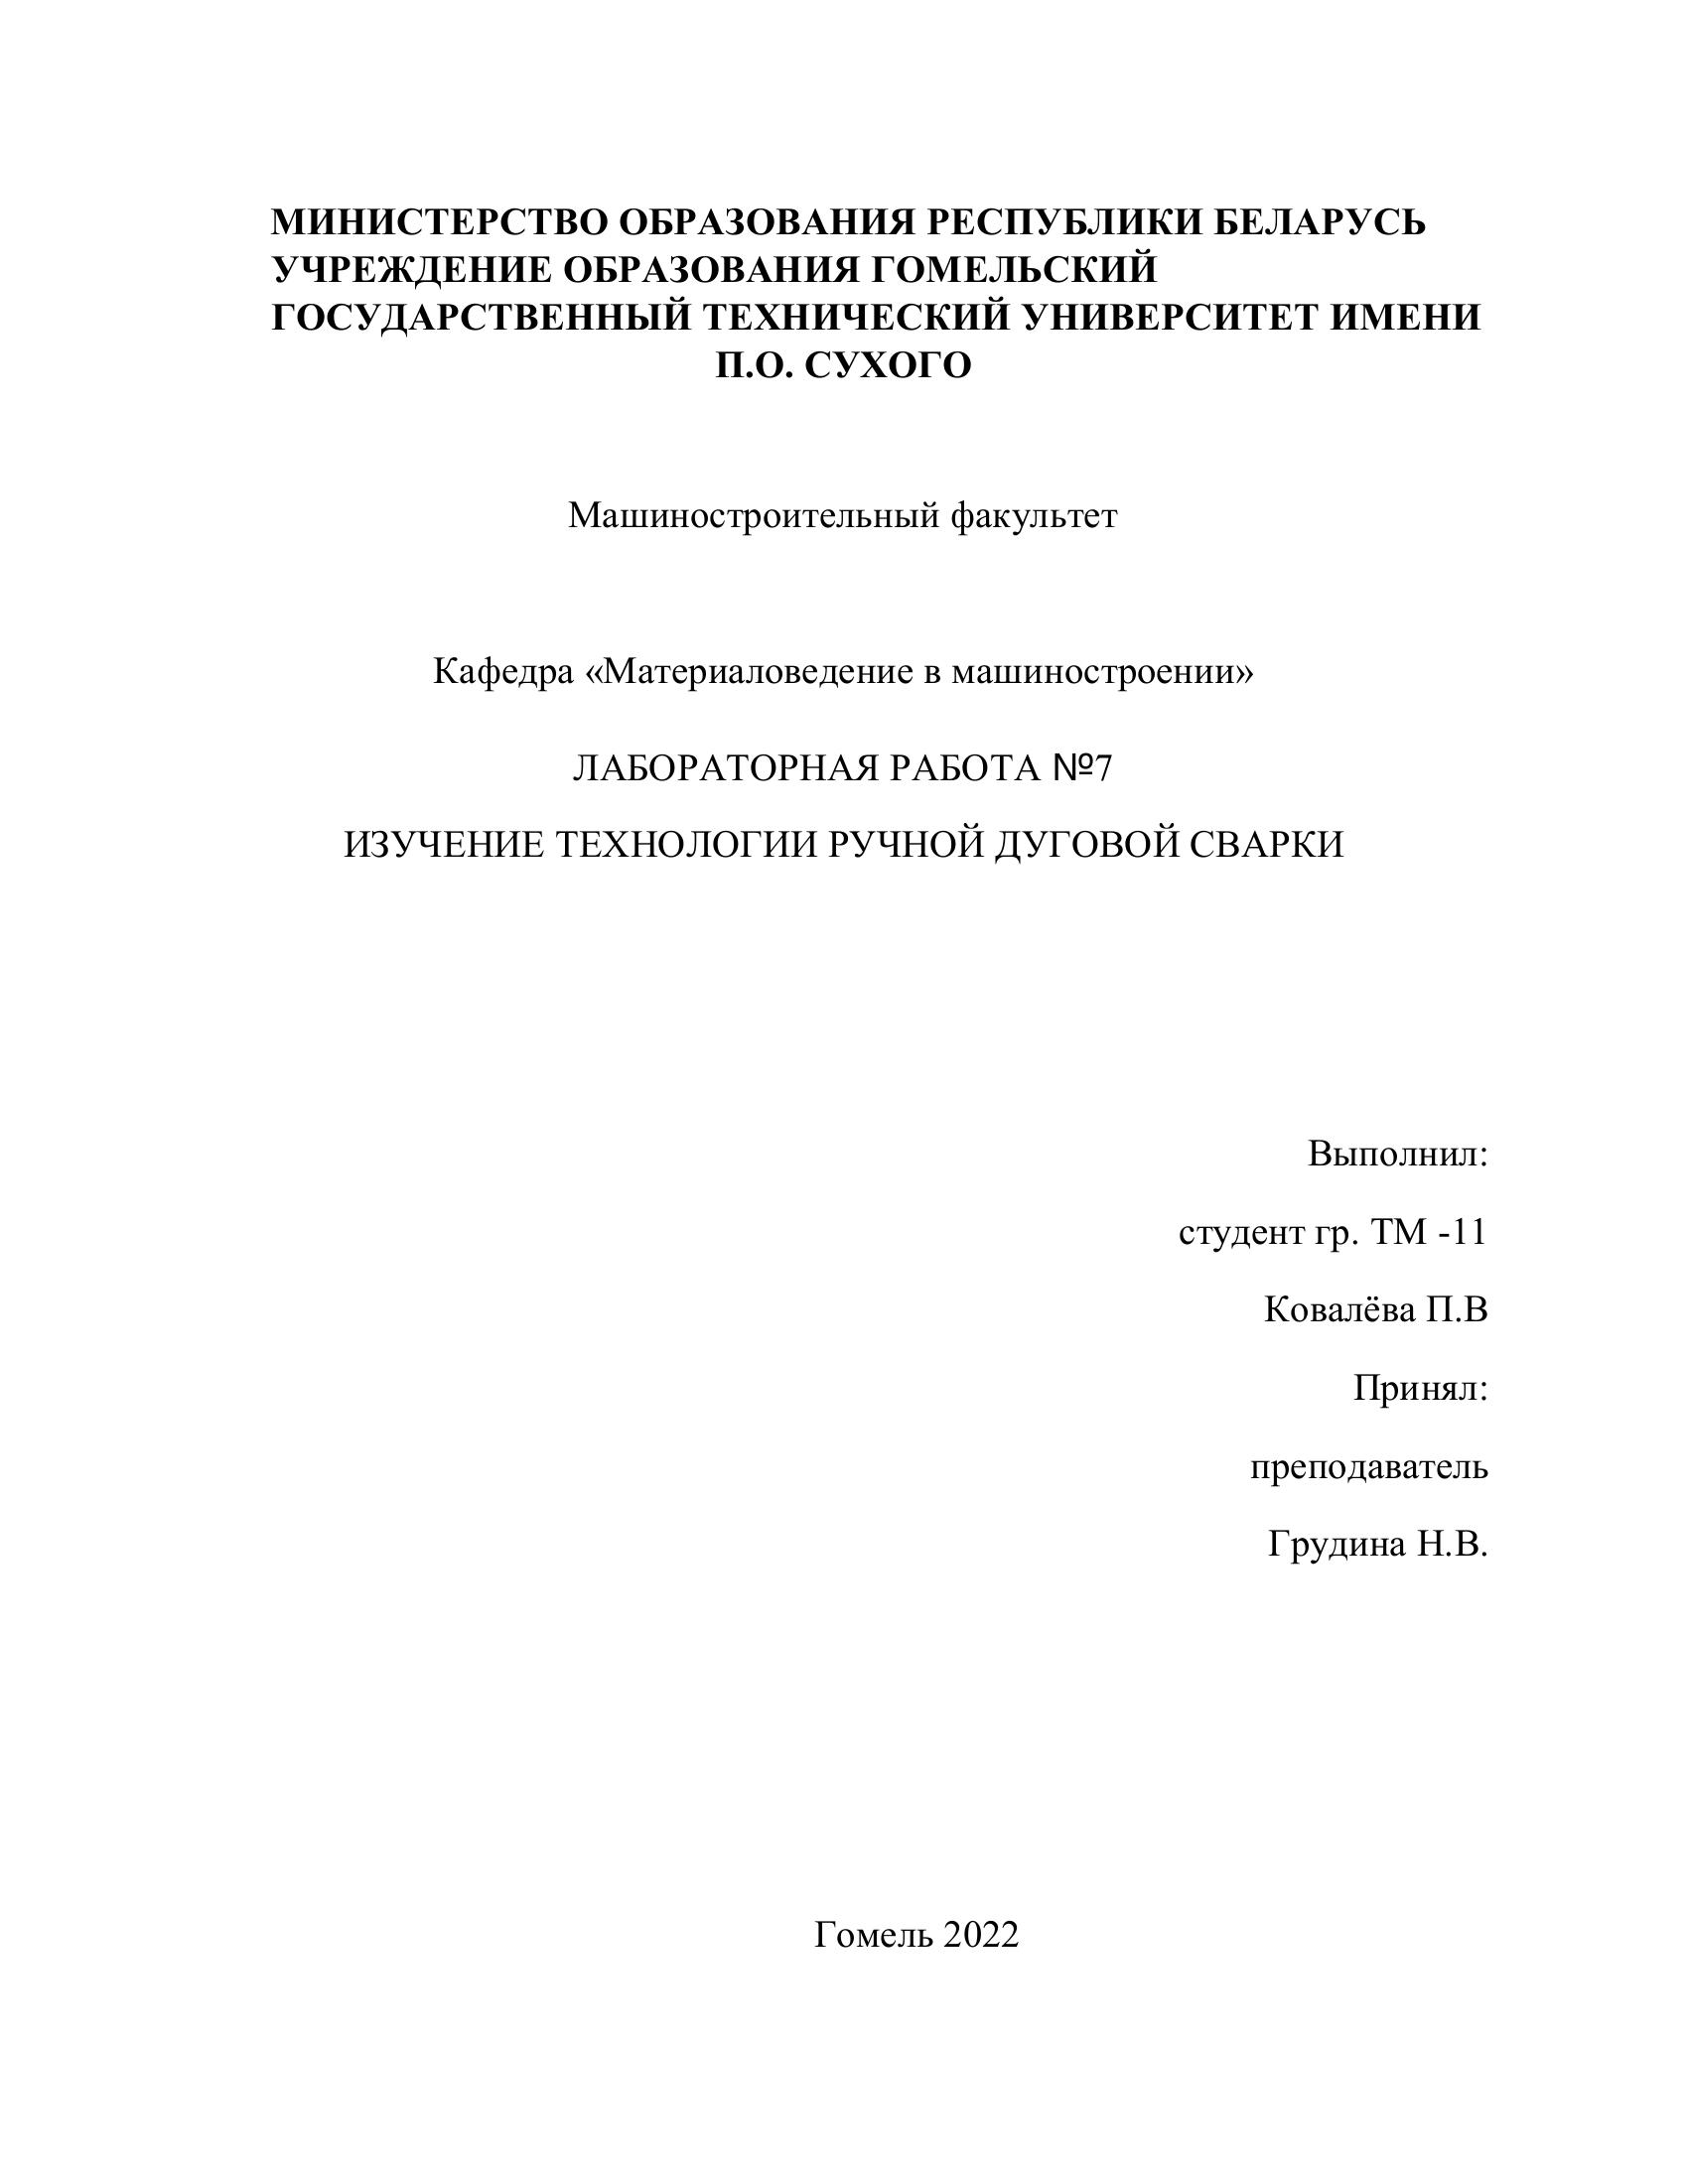 МИНИСТЕРСТВО ОБРАЗОВАНИЯ РЕСПУБЛИКИ БЕЛАРУСЬ
УЧРЕЖДЕНИЕ ОБРАЗОВАНИЯ ГОМЕЛЬСКИЙ
ГОСУДАРСТВЕННЫЙ ТЕХНИЧЕСКИЙ УНИВЕРСИТЕТ ИМЕНИ
П.О. СУХОГО
Машиностроительный факультет
Кафедра «Материаловедение в машиностроении»
ЛАБОРАТОРНАЯ РАБОТА №7
ИЗУЧЕНИЕ ТЕХНОЛОГИИ РУЧНОЙ ДУГОВОЙ СВАРКИ
Выполнил:
студент гр. ТМ -11
Ковалёва П.В
Принял:
преподаватель
Грудина Н.В.
Гомель 2022